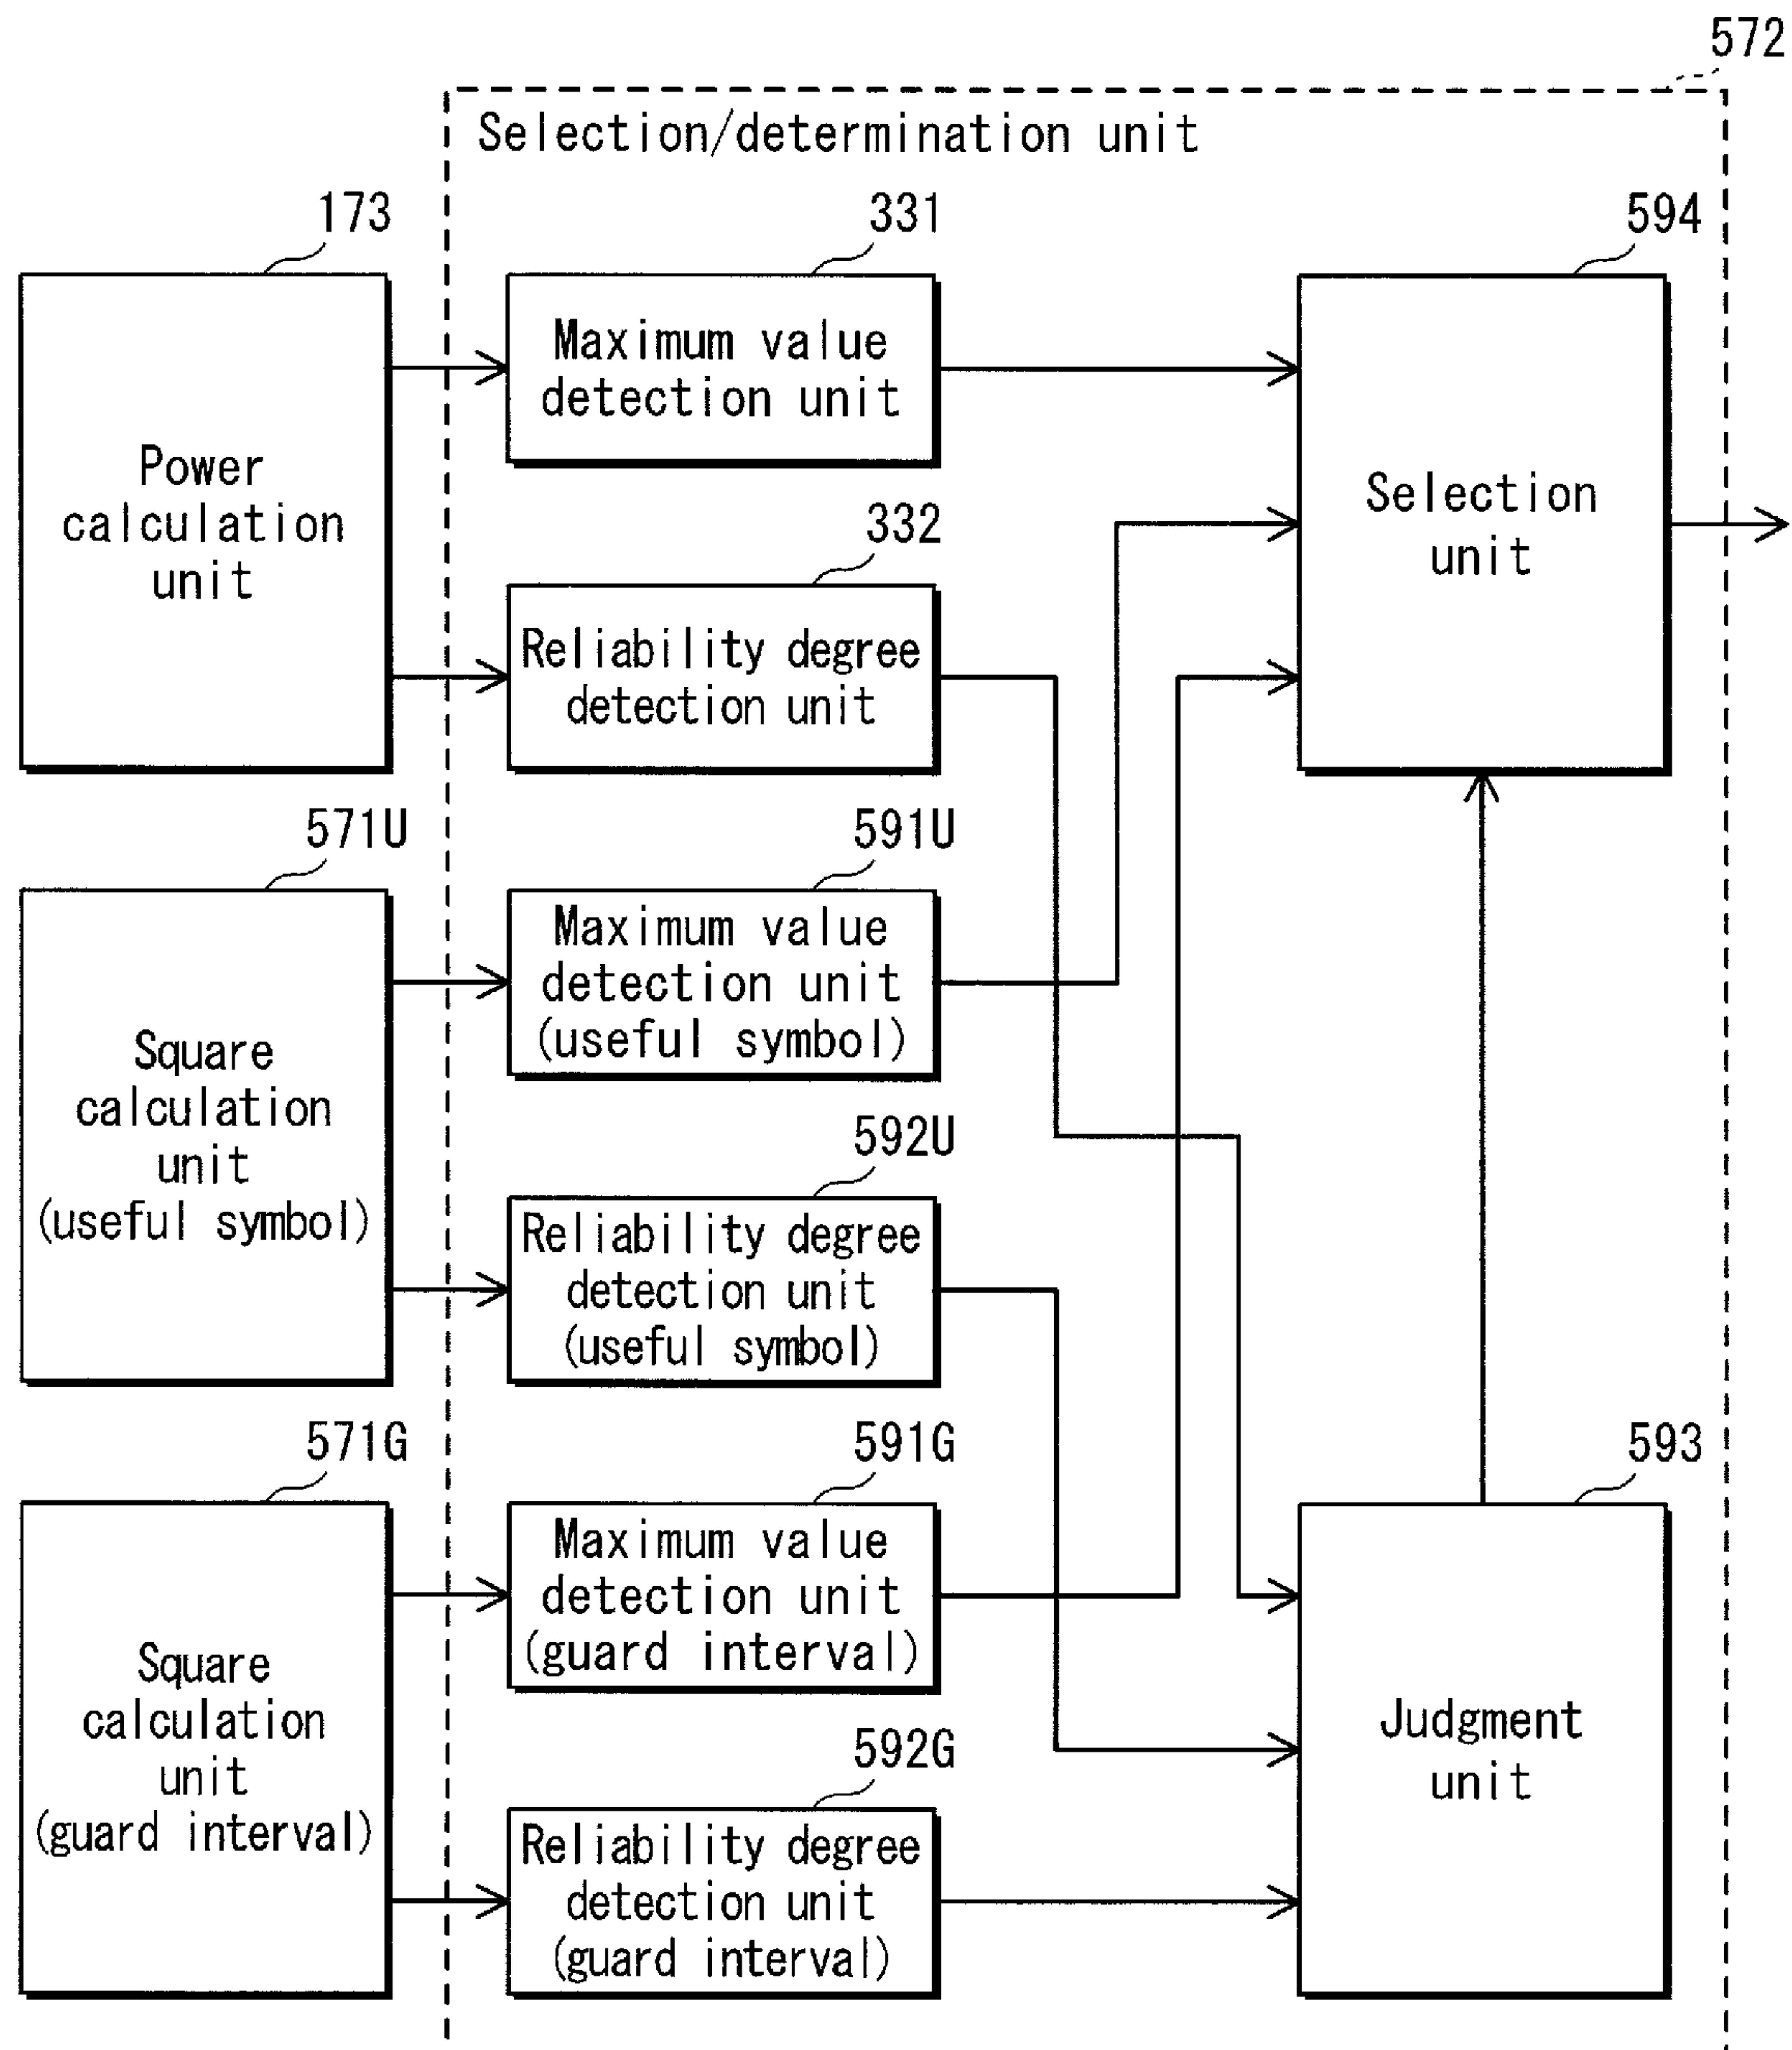 572
Selection/determination unit
173
331
594
Power
calculation
unit
Maximum value
detection unit
Selection
unit
332
Reliability degree
detection unit
571U
591U
Square
calculation
unit
(useful symbol)
Maximum value
detection unit
(useful symbol)
592U
Reliability degree
detection unit
(useful symbol)
571G
591G
593
Square
calculation
unit
(guard interval)
Maximum value
detection unit
(guard interval)
Judgment
unit
592G
Reliability degree
detection unit
(guard interval)